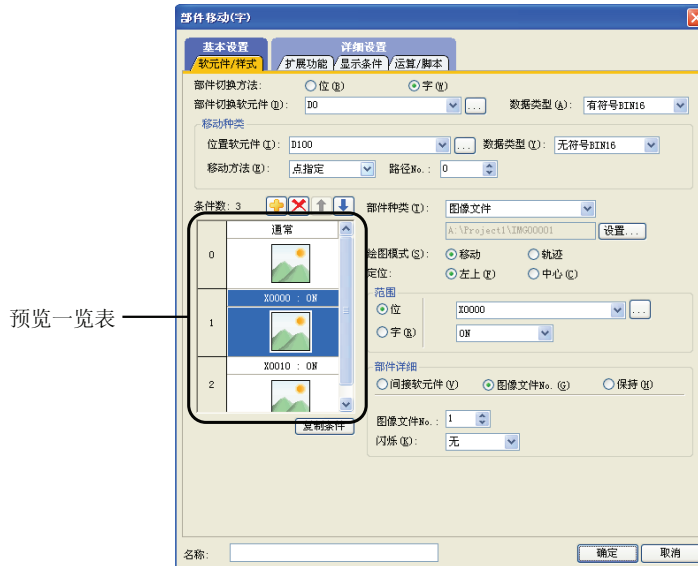 部件移动(字)
基本设置 详细设置
软元件/样式 扩展功能 显示条件 运算/脚本
部件切换方法: 位(B) 字(W)
部件切换软元件(D): D0 ... 数据类型(A): 有符号BIN16
移动种类
位置软元件(I): D100 ... 数据类型(V): 无符号BIN16
移动方法(E): 点指定 路径No.: 0
条件数: 3 部件种类(T): 图像文件
A:\Project1\IMG00001 设置...
绘图模式(S): 移动 轨迹
定位: 左上(P) 中心(C)
范围
位 X0000 ...
字(R) ON
部件详细
间接软元件(Y) 图像文件No.(G) 保持(H)
图像文件No.: 1
闪烁(K): 无
通常
0
X0000 : ON
1
X0010 : ON
2
复制条件
预览一览表
名称: 确定 取消